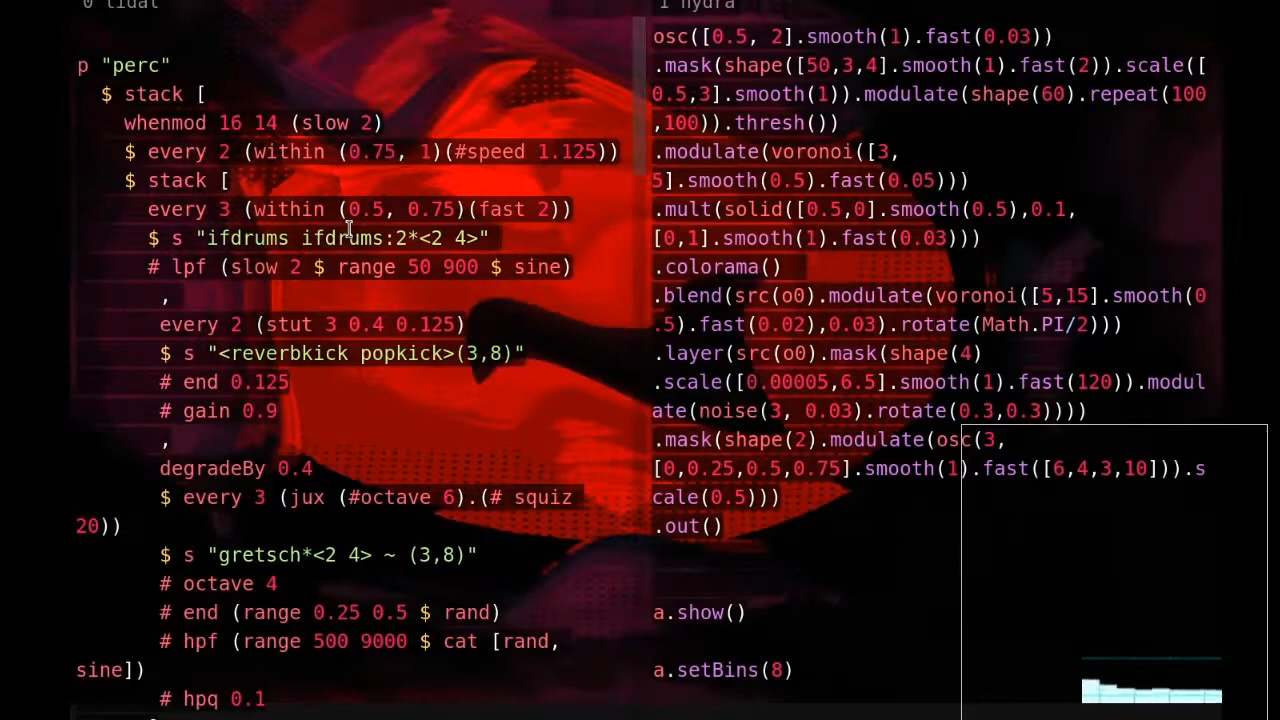 0 tidal
p "perc"
$ stack [
whenmod 16 14 (slow 2)
$ every 2 (within (0.75, 1)(#speed 1.125))
$ stack [
every 3 (within (0.5, 0.75)(fast 2))
$ s "ifdrums ifdrums:2*<2 4>"
# lpf (slow 2 $ range 50 900 $ sine)
,
every 2 (stut 3 0.4 0.125)
$ s "<reverbkick popkick>(3,8)"
# end 0.125
# gain 0.9
,
degradeBy 0.4
$ every 3 (jux (#octave 6).(# squiz
20))
$ s "gretsch*<2 4> ~ (3,8)"
# octave 4
# end (range 0.25 0.5 $ rand)
# hpf (range 500 9000 $ cat [rand,
sine])
# hpq 0.1
1 hydra
osc([0.5, 2].smooth(1).fast(0.03))
.mask(shape([50,3,4].smooth(1).fast(2)).scale([
0.5,3].smooth(1)).modulate(shape(60).repeat(100
,100)).thresh())
.modulate(voronoi([3,
5].smooth(0.5).fast(0.05)))
.mult(solid([0.5,0].smooth(0.5),0.1,
[0,1].smooth(1).fast(0.03)))
.colorama()
.blend(src(o0).modulate(voronoi([5,15].smooth(0
.5).fast(0.02),0.03).rotate(Math.PI/2)))
.layer(src(o0).mask(shape(4)
.scale([0.00005,6.5].smooth(1).fast(120)).modul
ate(noise(3, 0.03).rotate(0.3,0.3))))
.mask(shape(2).modulate(osc(3,
[0,0.25,0.5,0.75].smooth(1).fast([6,4,3,10])).s
cale(0.5)))
.out()
a.show()
a.setBins(8)